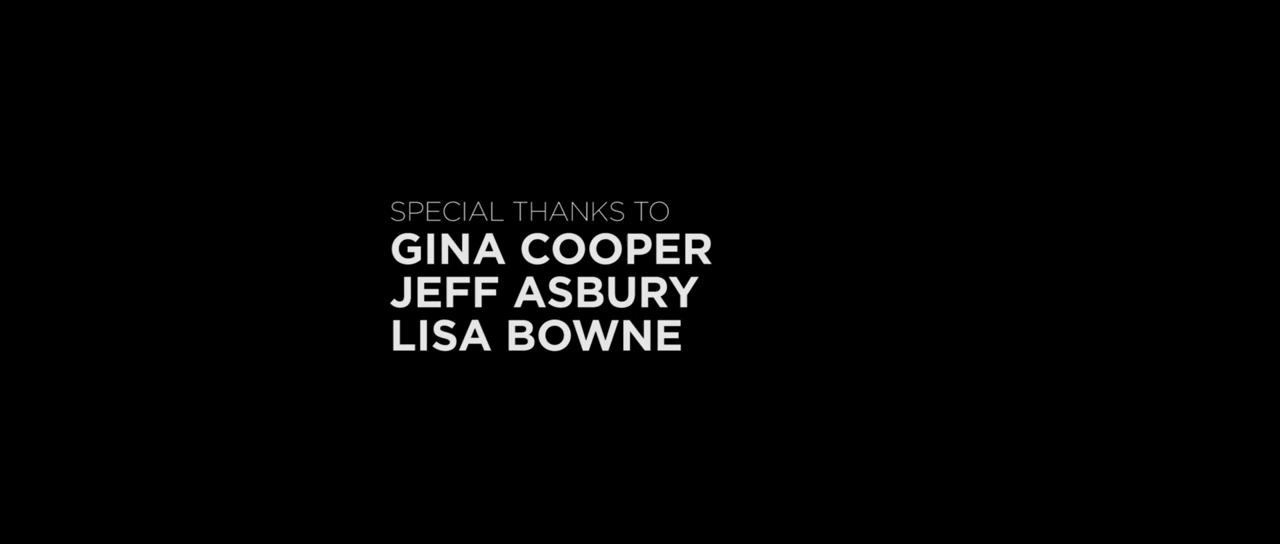 SPECIAL THANKS TO
GINA COOPER
JEFF ASBURY
LISA BOWNE